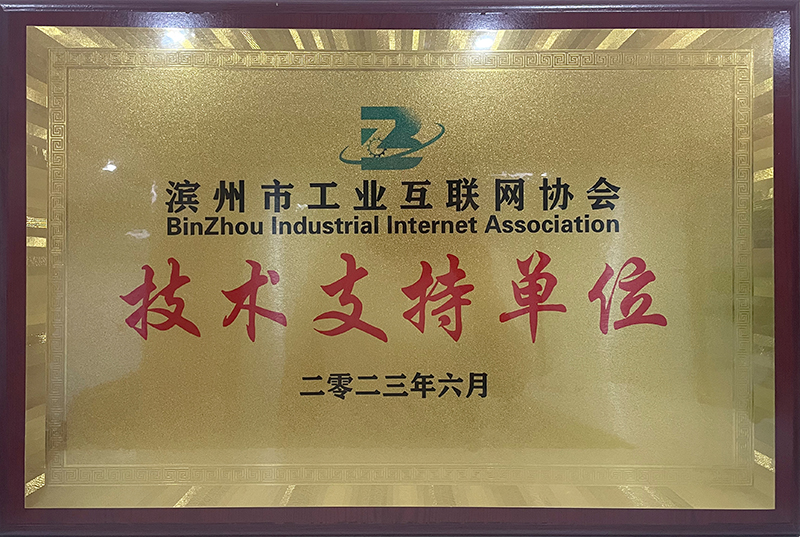 滨州市工业互联网协会
BinZhou Industrial Internet Association
技术支持单位
二零二三年六月